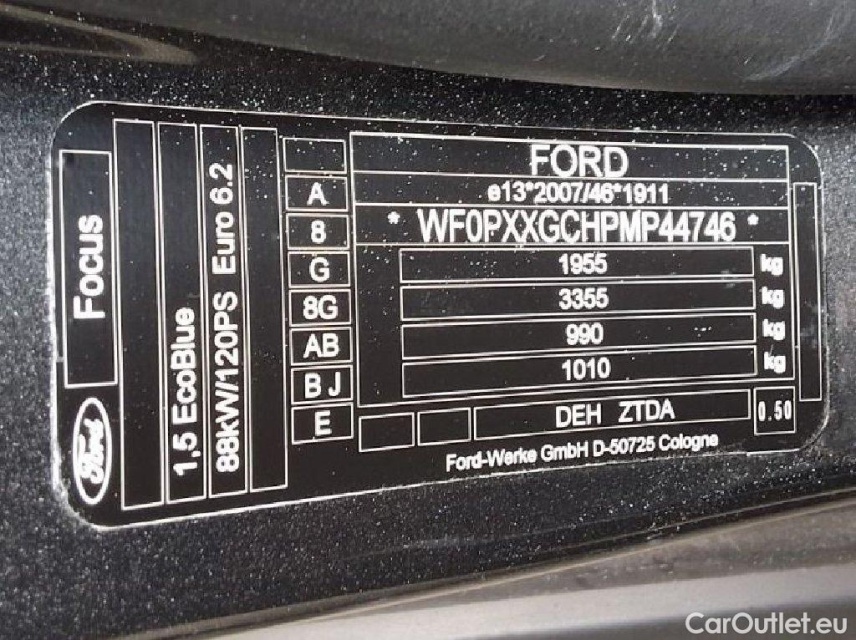 FORD
e13*2007/46*1911
* WF0PXXGCHPMP44746 *
1955 kg
3355 kg
990 kg
1010 kg
DEH ZTDA
0.50
Ford-Werke GmbH D-50725 Cologne
A
8
G
8G
AB
B J
E
Focus
Ford
1,5 EcoBlue
88kW/120PS Euro 6.2
CarOutlet.eu